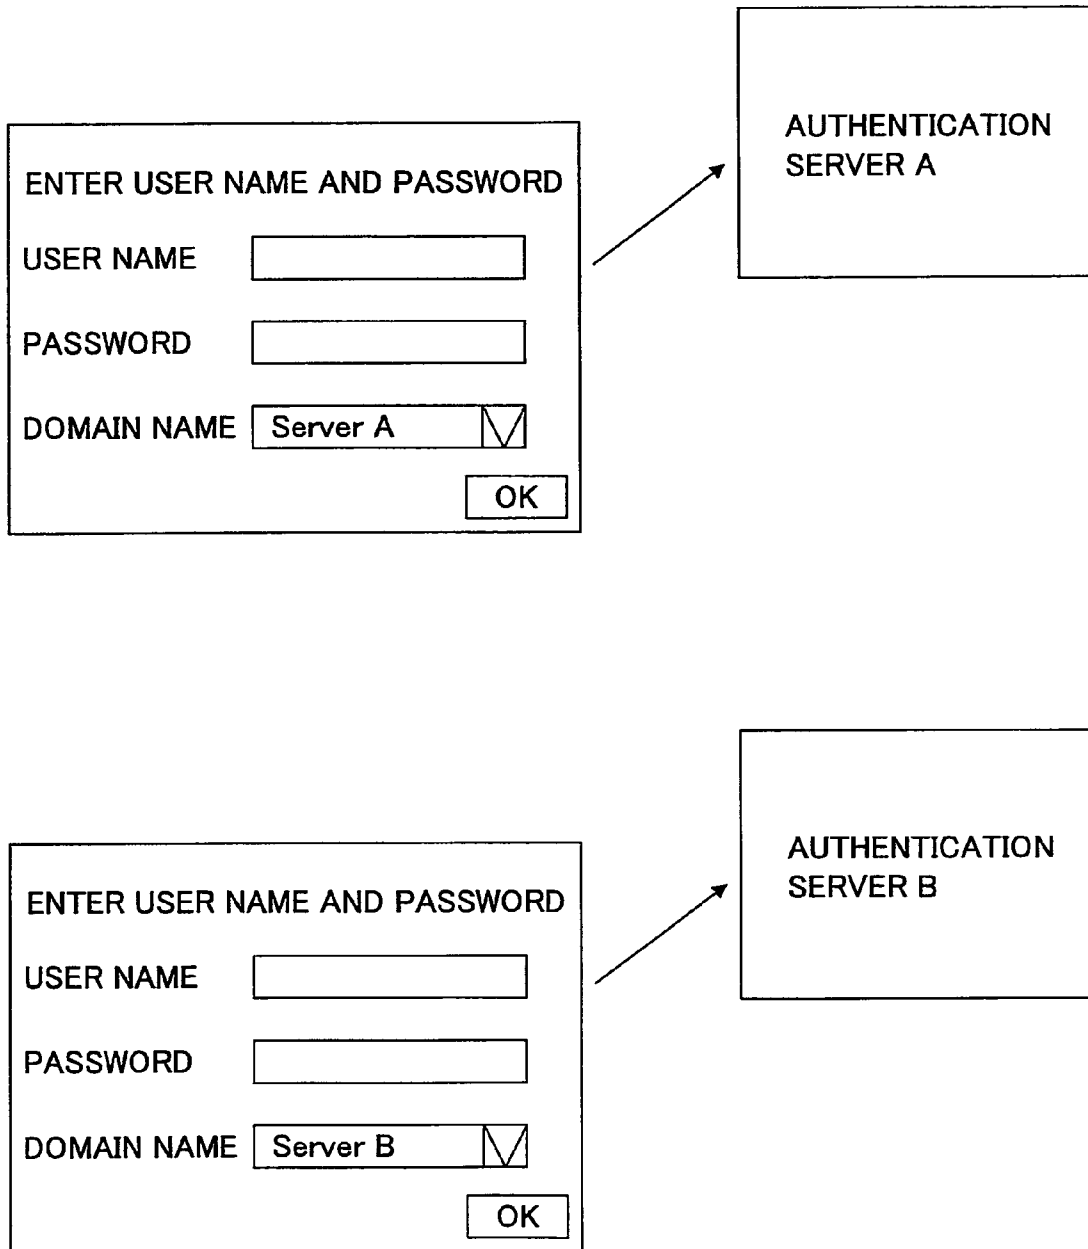 AUTHENTICATION
SERVER A
ENTER USER NAME AND PASSWORD
USER NAME
PASSWORD
DOMAIN NAME Server A
OK
AUTHENTICATION
SERVER B
ENTER USER NAME AND PASSWORD
USER NAME
PASSWORD
DOMAIN NAME Server B
OK